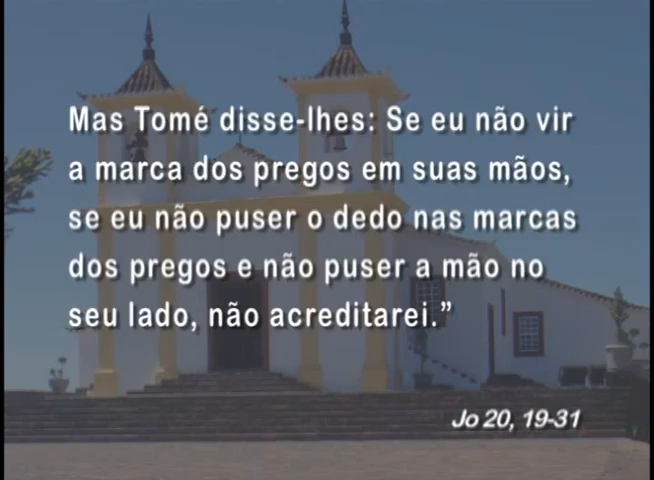 Mas Tomé disse-lhes: Se eu não vir
a marca dos pregos em suas mãos,
se eu não puser o dedo nas marcas
dos pregos e não puser a mão no
seu lado, não acreditarei.”
Jo 20, 19-31